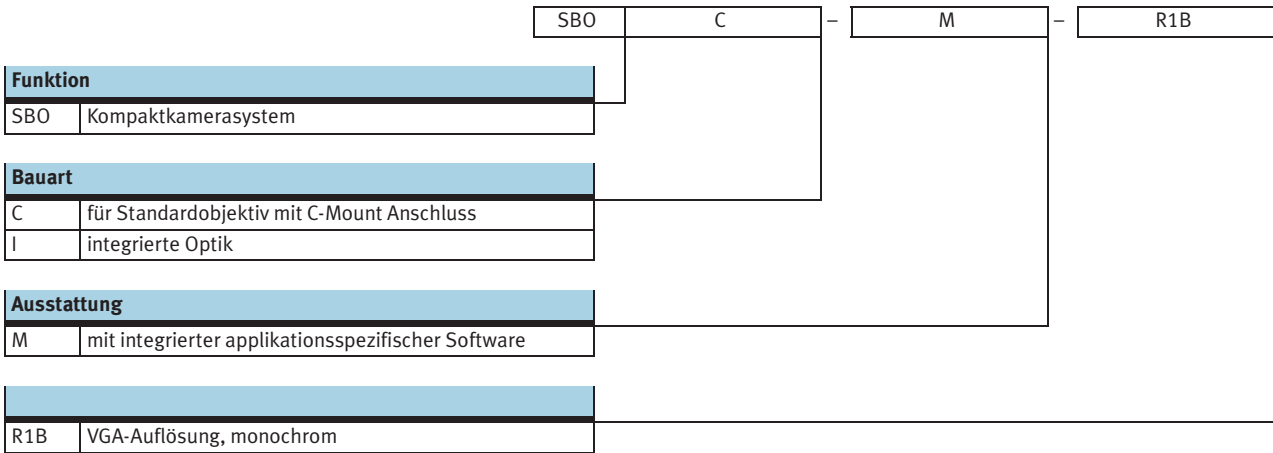 SBO C – M – R1B
Funktion
SBO Kompaktkamerasystem
Bauart
C für Standardobjektiv mit C-Mount Anschluss
I integrierte Optik
Ausstattung
M mit integrierter applikationsspezifischer Software
R1B VGA-Auflösung, monochrom